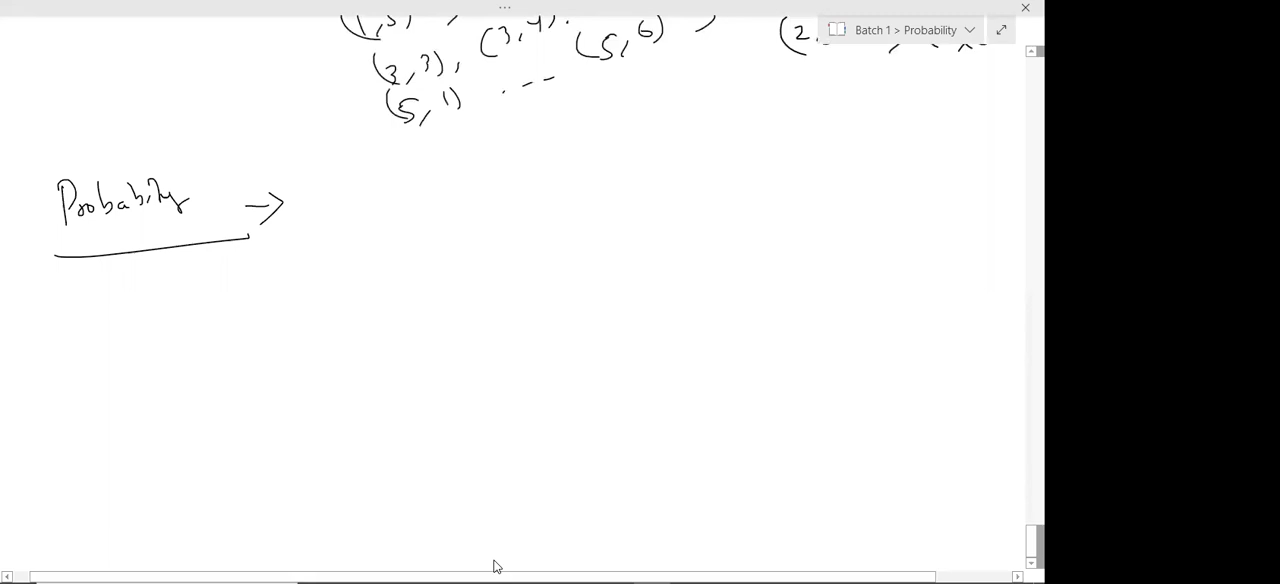 Batch 1 > Probability
(3,4).
(5,6)
(3,3),
(5,1) . - -
Probability →